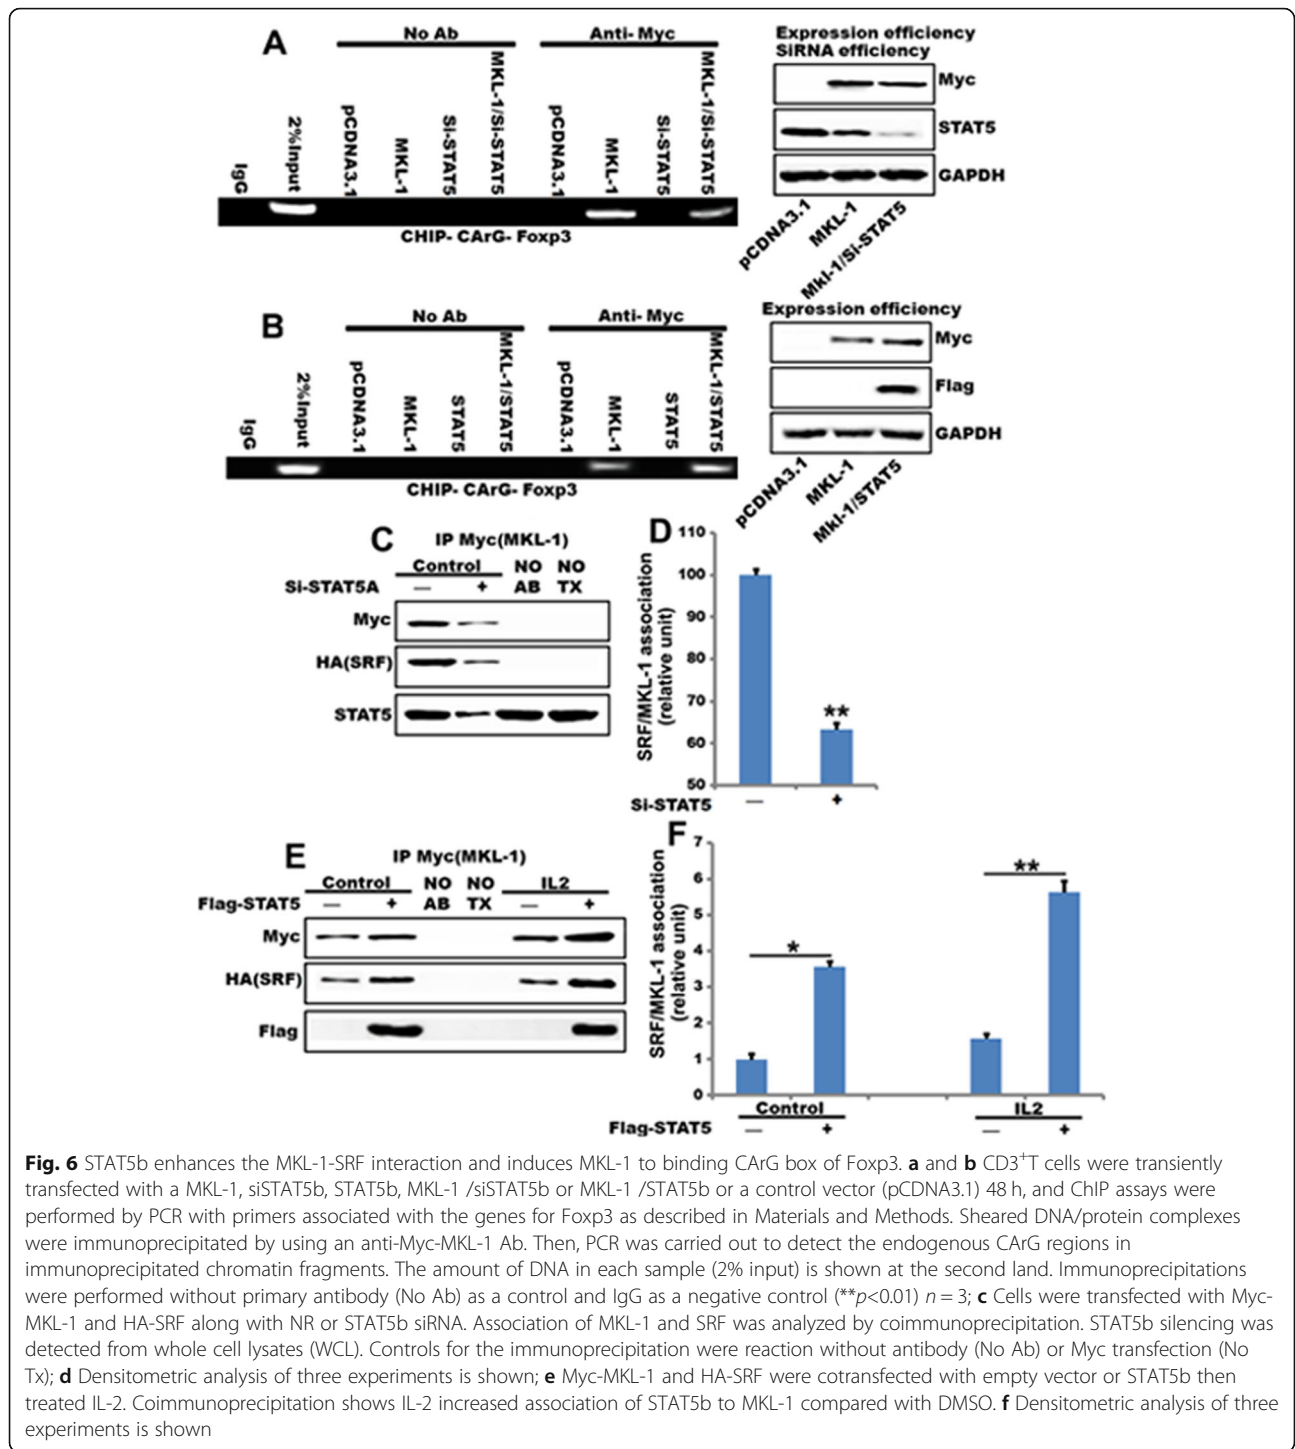 A
No Ab
Anti- Myc
IgG
2%Input
pCDNA3.1
MKL-1
Si-STAT5
MKL-1/Si-STAT5
pCDNA3.1
MKL-1
Si-STAT5
MKL-1/Si-STAT5
CHIP- CArG- Foxp3
Expression efficiency
SiRNA efficiency
Myc
STAT5
GAPDH
pCDNA3.1
MKL-1
Mkl-1/Si-STAT5
B
No Ab
Anti- Myc
IgG
2%Input
pCDNA3.1
MKL-1
STAT5
MKL-1/STAT5
pCDNA3.1
MKL-1
STAT5
MKL-1/STAT5
CHIP- CArG- Foxp3
Expression efficiency
Myc
Flag
GAPDH
pCDNA3.1
MKL-1
Mkl-1/STAT5
C
IP Myc(MKL-1)
Control NO NO
Si-STAT5A — + AB TX
Myc
HA(SRF)
STAT5
D
SRF/MKL-1 association
(relative unit)
110
100
90
80
70
60
50
**
Si-STAT5 — +
E
IP Myc(MKL-1)
Control NO NO IL2
Flag-STAT5 — + AB TX — +
Myc
HA(SRF)
Flag
F
SRF/MKL-1 association
(relative unit)
7
6
5
4
3
2
1
0
*
**
Control IL2
Flag-STAT5 — + — +
Fig. 6 STAT5b enhances the MKL-1-SRF interaction and induces MKL-1 to binding CArG box of Foxp3. a and b CD3+T cells were transiently
transfected with a MKL-1, siSTAT5b, STAT5b, MKL-1 /siSTAT5b or MKL-1 /STAT5b or a control vector (pCDNA3.1) 48 h, and ChIP assays were
performed by PCR with primers associated with the genes for Foxp3 as described in Materials and Methods. Sheared DNA/protein complexes
were immunoprecipitated by using an anti-Myc-MKL-1 Ab. Then, PCR was carried out to detect the endogenous CArG regions in
immunoprecipitated chromatin fragments. The amount of DNA in each sample (2% input) is shown at the second land. Immunoprecipitations
were performed without primary antibody (No Ab) as a control and IgG as a negative control (**p<0.01) n = 3; c Cells were transfected with Myc-
MKL-1 and HA-SRF along with NR or STAT5b siRNA. Association of MKL-1 and SRF was analyzed by coimmunoprecipitation. STAT5b silencing was
detected from whole cell lysates (WCL). Controls for the immunoprecipitation were reaction without antibody (No Ab) or Myc transfection (No
Tx); d Densitometric analysis of three experiments is shown; e Myc-MKL-1 and HA-SRF were cotransfected with empty vector or STAT5b then
treated IL-2. Coimmunoprecipitation shows IL-2 increased association of STAT5b to MKL-1 compared with DMSO. f Densitometric analysis of three
experiments is shown